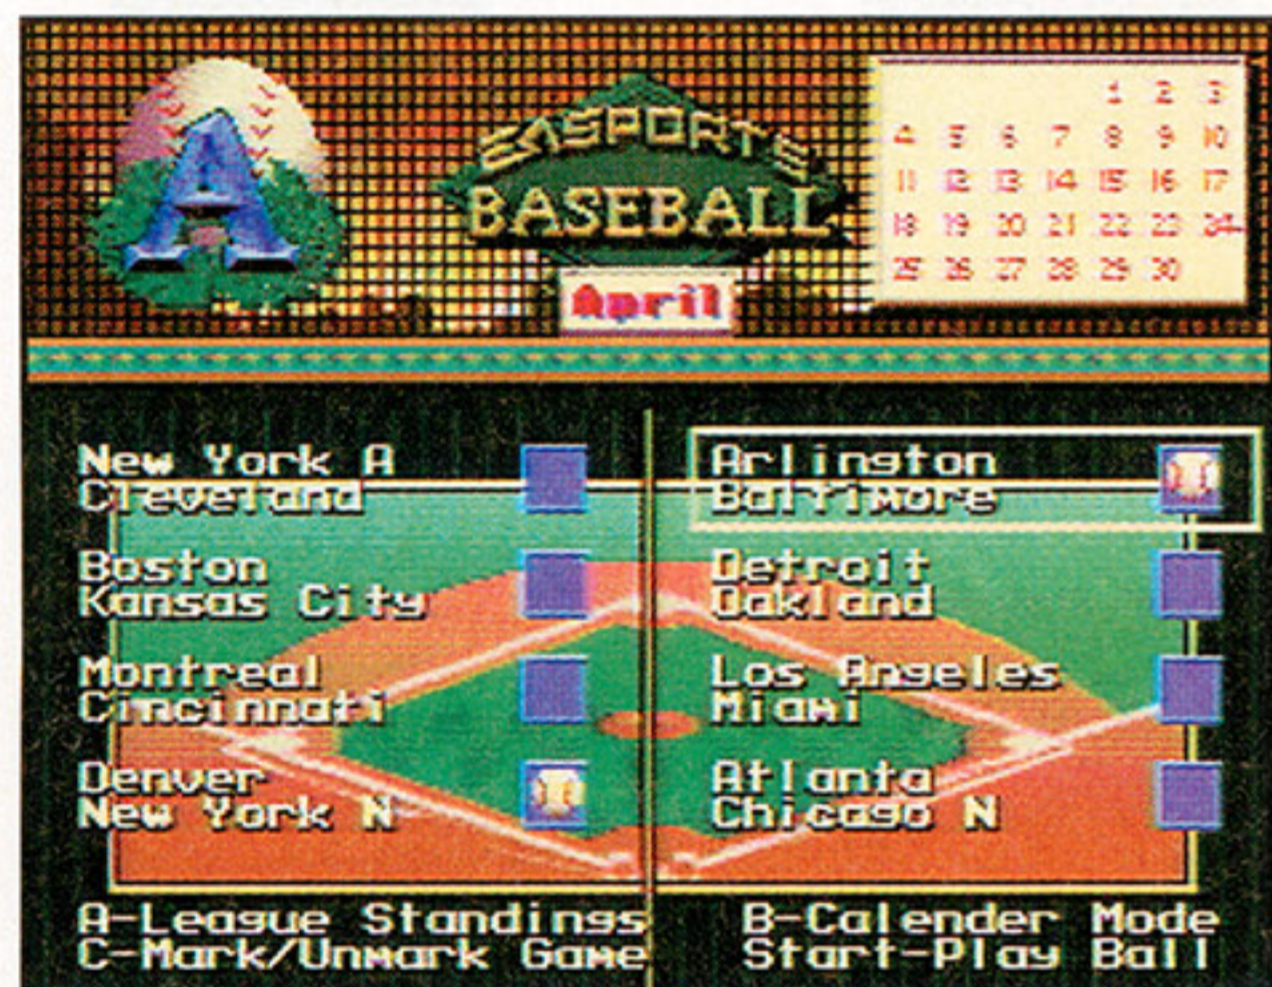 A
EA SPORTS
BASEBALL
April
1 2 3
4 5 6 7 8 9 10
11 12 13 14 15 16 17
18 19 20 21 22 23 24
25 26 27 28 29 30
New York A
Cleveland
Arlington
Baltimore
Boston
Kansas City
Detroit
Oakland
Montreal
Cincinnati
Los Angeles
Miami
Denver
New York N
Atlanta
Chicago N
A-League Standings
C-Mark/Unmark Game
B-Calender Mode
Start-Play Ball